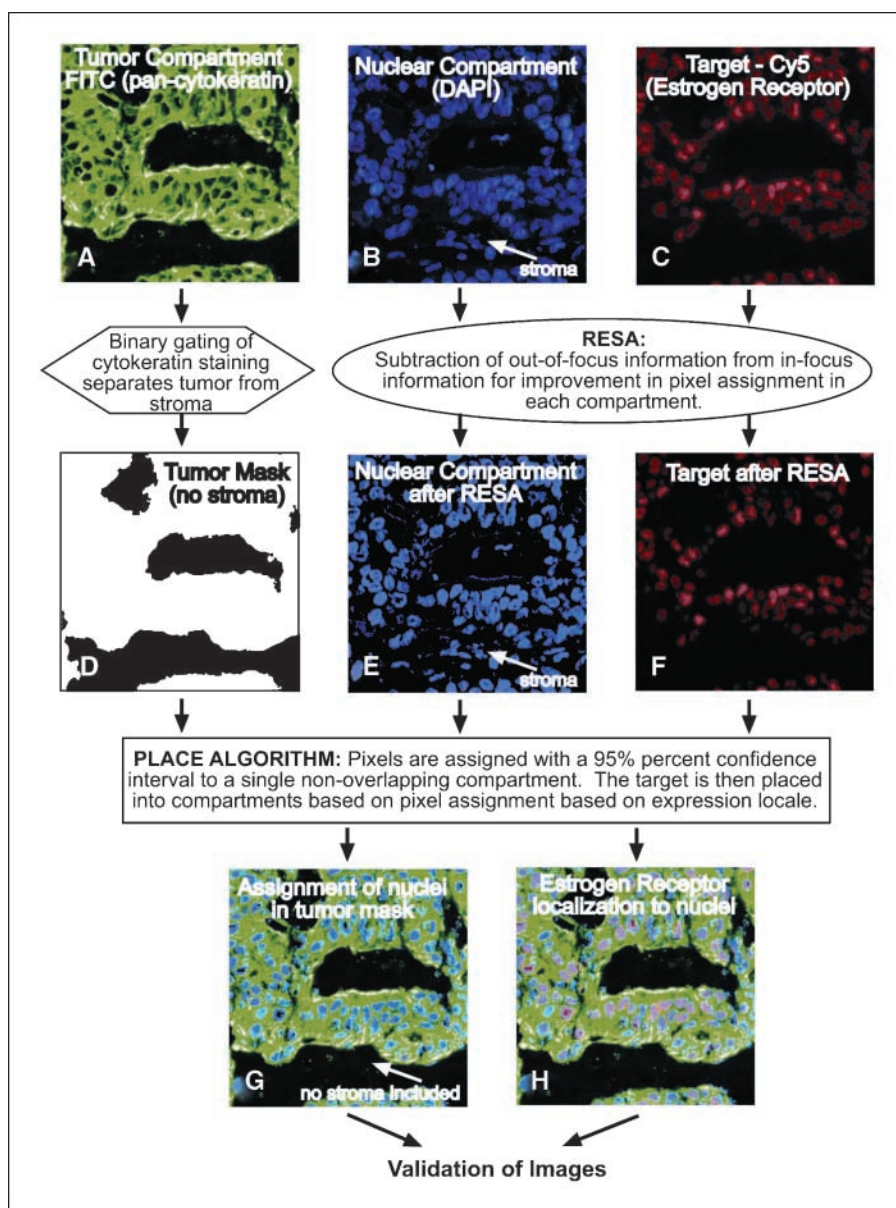 Tumor Compartment
FITC (pan-cytokeratin)
A
Nuclear Compartment
(DAPI)
stroma
B
Target - Cy5
(Estrogen Receptor)
C
Binary gating of
cytokeratin staining
separates tumor from
stroma
RESA:
Subtraction of out-of-focus information from in-focus
information for improvement in pixel assignment in
each compartment.
Tumor Mask
(no stroma)
D
Nuclear Compartment
after RESA
stroma
E
Target after RESA
F
PLACE ALGORITHM: Pixels are assigned with a 95% percent confidence
interval to a single non-overlapping compartment. The target is then placed
into compartments based on pixel assignment based on expression locale.
Assignment of nuclei
in tumor mask
G
no stroma included
Estrogen Receptor
localization to nuclei
H
Validation of Images